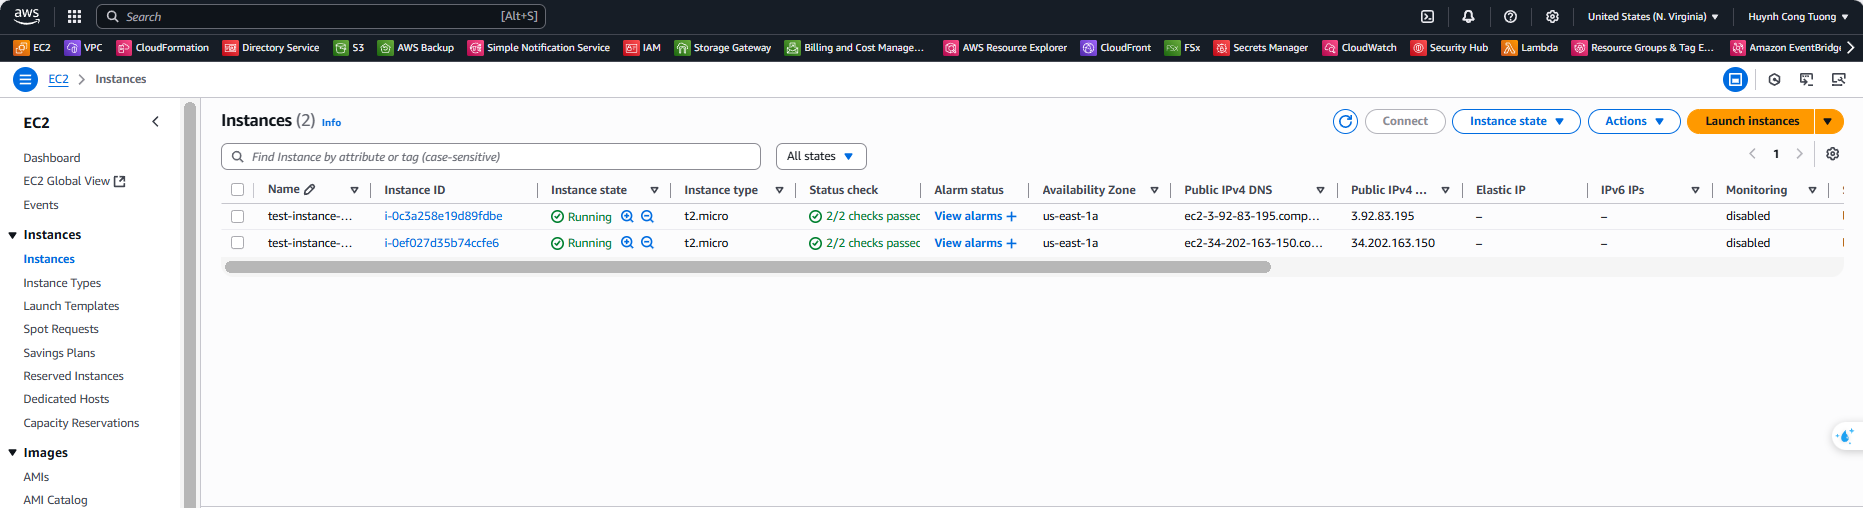 aws Search [Alt+S] United States (N. Virginia) Huynh Cong Tuong
EC2 VPC CloudFormation Directory Service S3 AWS Backup Simple Notification Service IAM Storage Gateway Billing and Cost Manage... AWS Resource Explorer CloudFront FSx Secrets Manager CloudWatch Security Hub Lambda Resource Groups & Tag E... Amazon EventBridge
EC2 Instances
EC2
Dashboard
EC2 Global View
Events
Instances
Instances
Instance Types
Launch Templates
Spot Requests
Savings Plans
Reserved Instances
Dedicated Hosts
Capacity Reservations
Images
AMIs
AMI Catalog
Instances (2) Info
Connect Instance state Actions Launch instances
Find Instance by attribute or tag (case-sensitive) All states 1
Name Instance ID Instance state Instance type Status check Alarm status Availability Zone Public IPv4 DNS Public IPv4 ... Elastic IP IPv6 IPs Monitoring
test-instance-... i-0c3a258e19d89fdbe Running t2.micro 2/2 checks passed View alarms + us-east-1a ec2-3-92-83-195.comp... 3.92.83.195 – – disabled
test-instance-... i-0ef027d35b74ccfe6 Running t2.micro 2/2 checks passed View alarms + us-east-1a ec2-34-202-163-150.co... 34.202.163.150 – – disabled